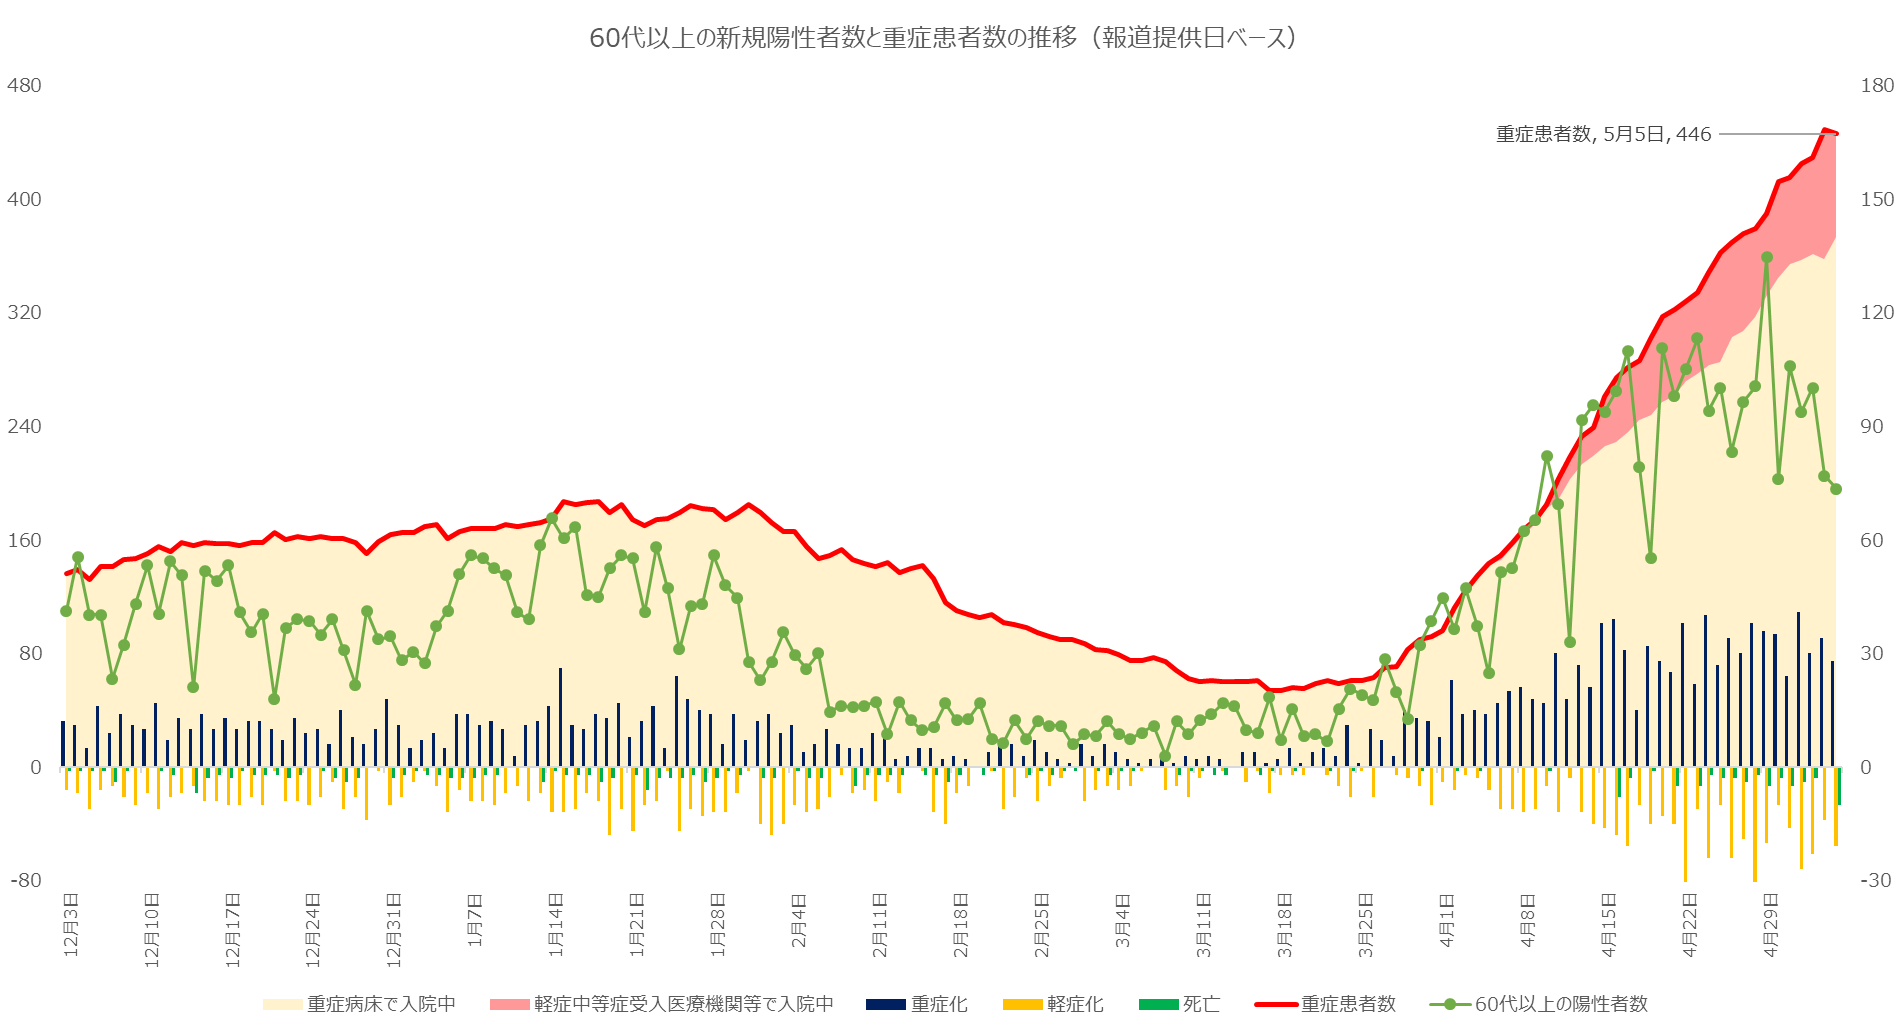 60代以上の新規陽性者数と重症患者数の推移（報道提供日ベース）
480
400
320
240
160
80
0
-80
180
150
120
90
60
30
0
-30
重症患者数, 5月5日, 446
12月3日
12月10日
12月17日
12月24日
12月31日
1月7日
1月14日
1月21日
1月28日
2月4日
2月11日
2月18日
2月25日
3月4日
3月11日
3月18日
3月25日
4月1日
4月8日
4月15日
4月22日
4月29日
重症病床で入院中
軽症中等症受入医療機関等で入院中
重症化
軽症化
死亡
重症患者数
60代以上の陽性者数